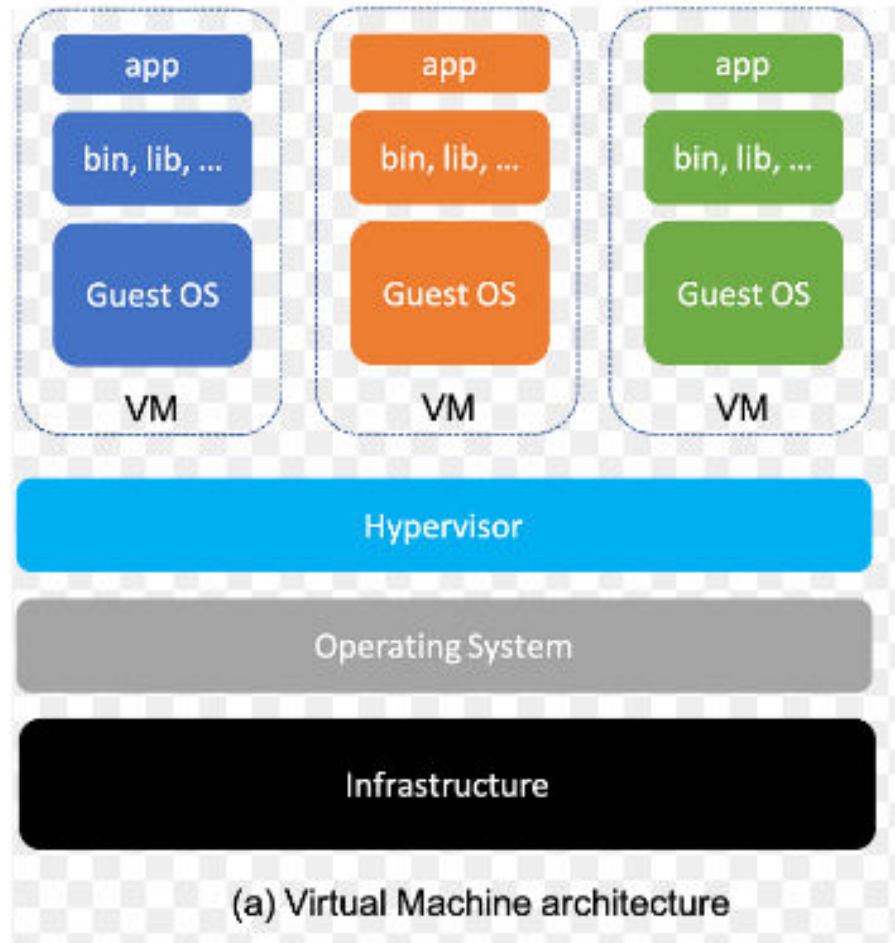 app app app
bin, lib, ... bin, lib, ... bin, lib, ...
Guest OS Guest OS Guest OS
VM VM VM
Hypervisor
Operating System
Infrastructure
(a) Virtual Machine architecture